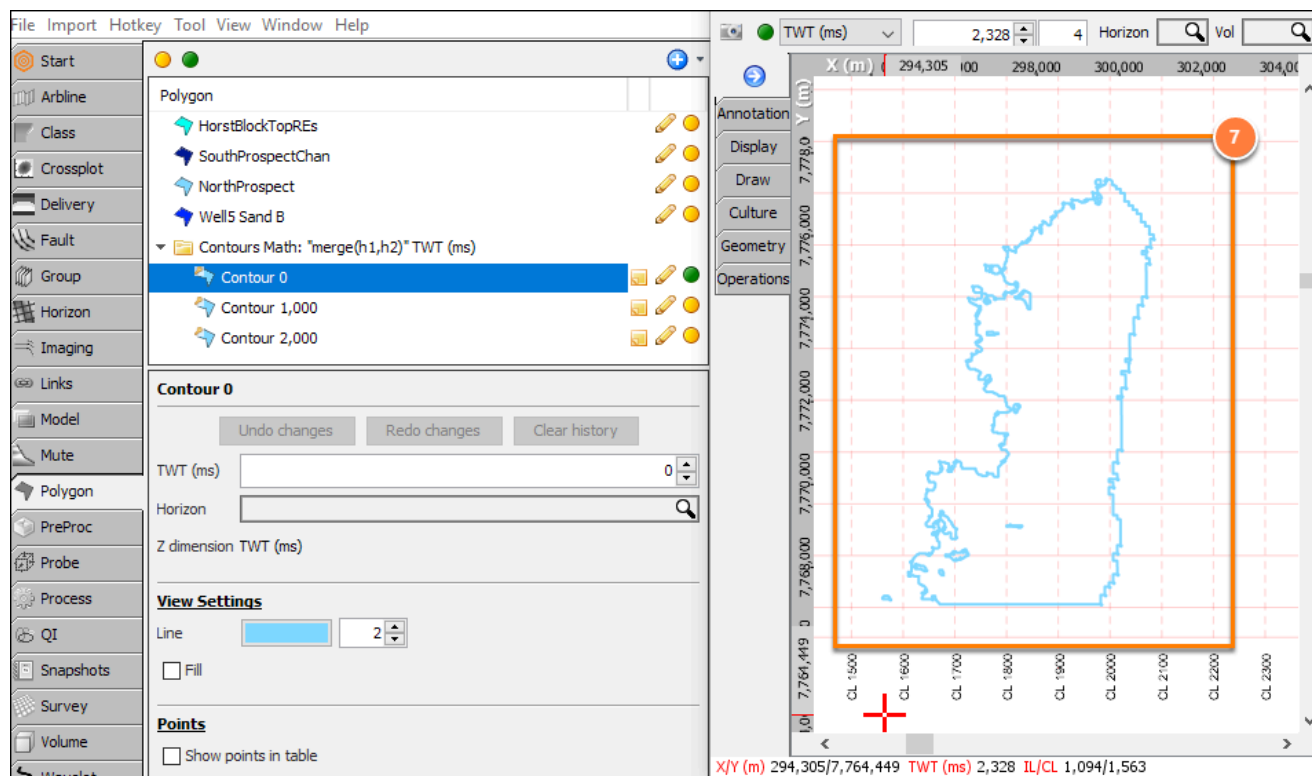 File Import Hotkey Tool View Window Help
Start
Arbline
Class
Crossplot
Delivery
Fault
Group
Horizon
Imaging
Links
Model
Mute
Polygon
PreProc
Probe
Process
QI
Snapshots
Survey
Volume
Polygon
HorstBlockTopREs
SouthProspectChan
NorthProspect
Well5 Sand B
Contours Math: "merge(h1,h2)" TWT (ms)
Contour 0
Contour 1,000
Contour 2,000
Contour 0
Undo changes Redo changes Clear history
TWT (ms) 0
Horizon
Z dimension TWT (ms)
View Settings
Line 2
Fill
Points
Show points in table
TWT (ms) 2,328 4 Horizon Vol
X (m) 294,305 298,000 300,000 302,000
Annotation
Display
Draw
Culture
Geometry
Operations
Y (m)
7,776,000
7,774,000
7,772,000
7,770,000
7,768,000
7,764,449
7
CL 1500
CL 1600
CL 1700
CL 1800
CL 1900
CL 2000
CL 2100
CL 2200
CL 2300
X/Y (m) 294,305/7,764,449 TWT (ms) 2,328 IL/CL 1,094/1,563